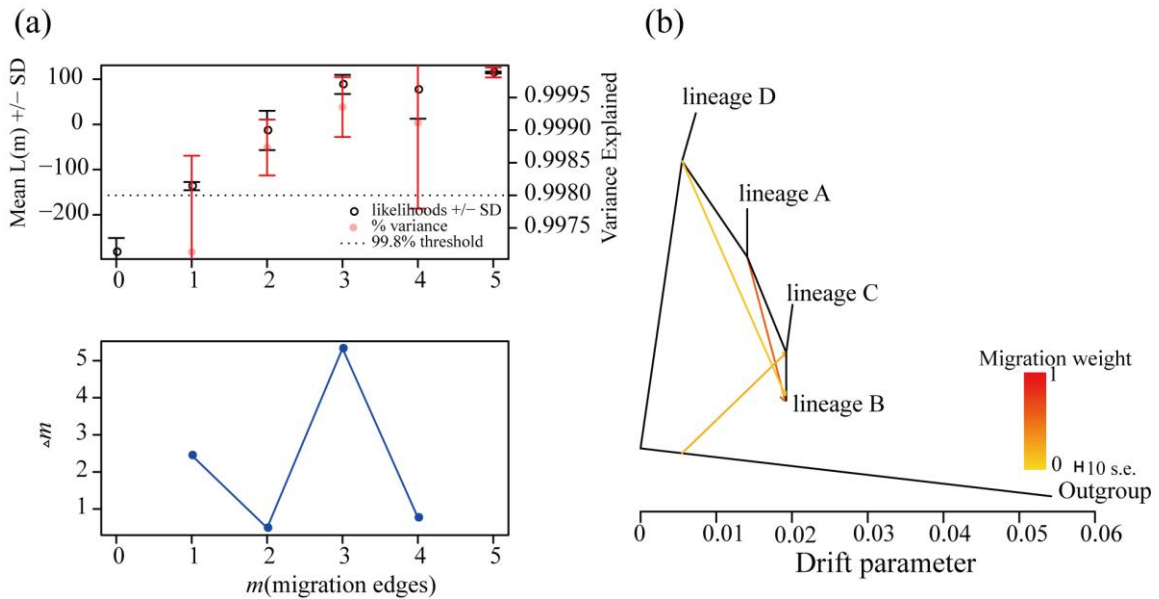 (a)
Mean L(m) +/− SD
100
0
−100
−200
0.9995
0.9990
0.9985
0.9980
0.9975
Variance Explained
likelihoods +/− SD
% variance
99.8% threshold
0 1 2 3 4 5
▵m
5
4
3
2
1
0 1 2 3 4 5
m(migration edges)
(b)
lineage D
lineage A
lineage C
lineage B
Migration weight
1
0
10 s.e.
Outgroup
0 0.01 0.02 0.03 0.04 0.05 0.06
Drift parameter